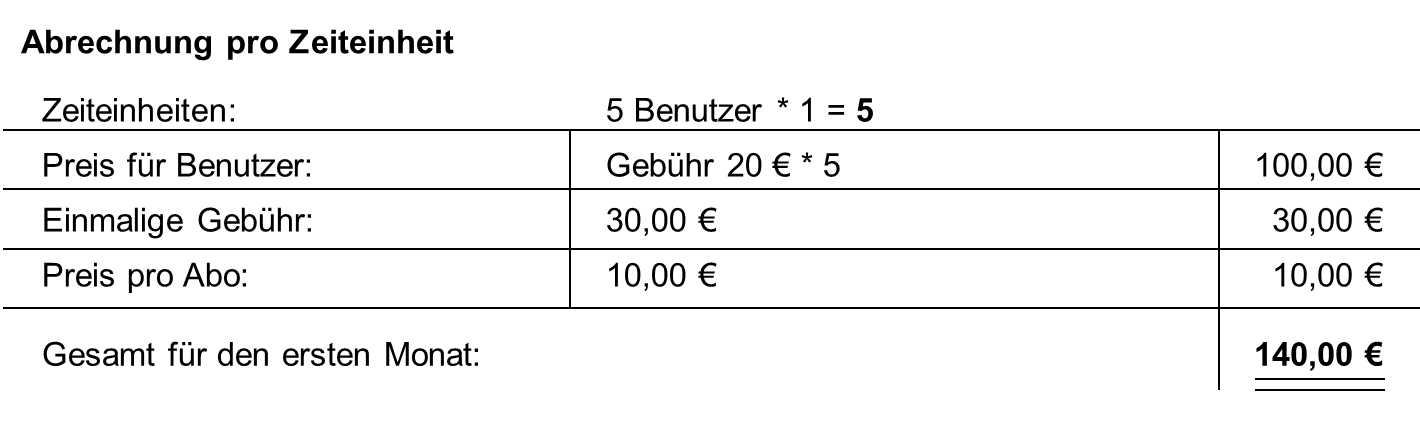 Abrechnung pro Zeiteinheit
Zeiteinheiten: 5 Benutzer * 1 = 5
Preis für Benutzer: Gebühr 20 € * 5 100,00 €
Einmalige Gebühr: 30,00 € 30,00 €
Preis pro Abo: 10,00 € 10,00 €
Gesamt für den ersten Monat: 140,00 €